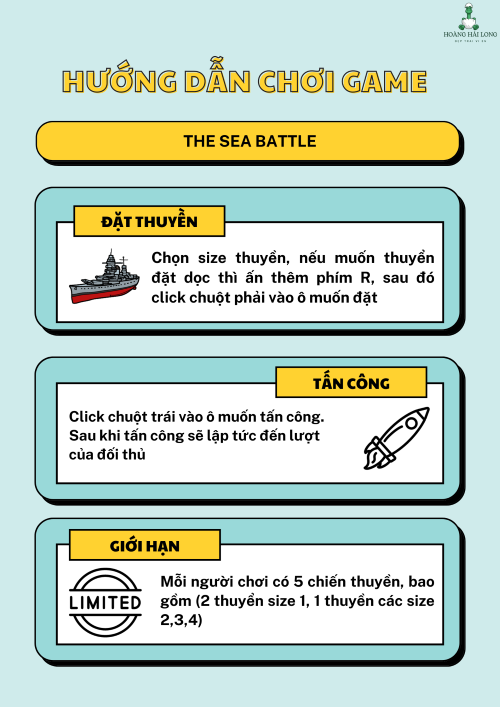 HOÀNG HẢI LONG
HƯỚNG DẪN CHƠI GAME
THE SEA BATTLE
ĐẶT THUYỀN
Chọn size thuyền, nếu muốn thuyền
đặt dọc thì ấn thêm phím R, sau đó
click chuột phải vào ô muốn đặt
TẤN CÔNG
Click chuột trái vào ô muốn tấn công.
Sau khi tấn công sẽ lập tức đến lượt
của đối thủ
GIỚI HẠN
LIMITED
Mỗi người chơi có 5 chiến thuyền, bao
gồm (2 thuyền size 1, 1 thuyền các size
2,3,4)